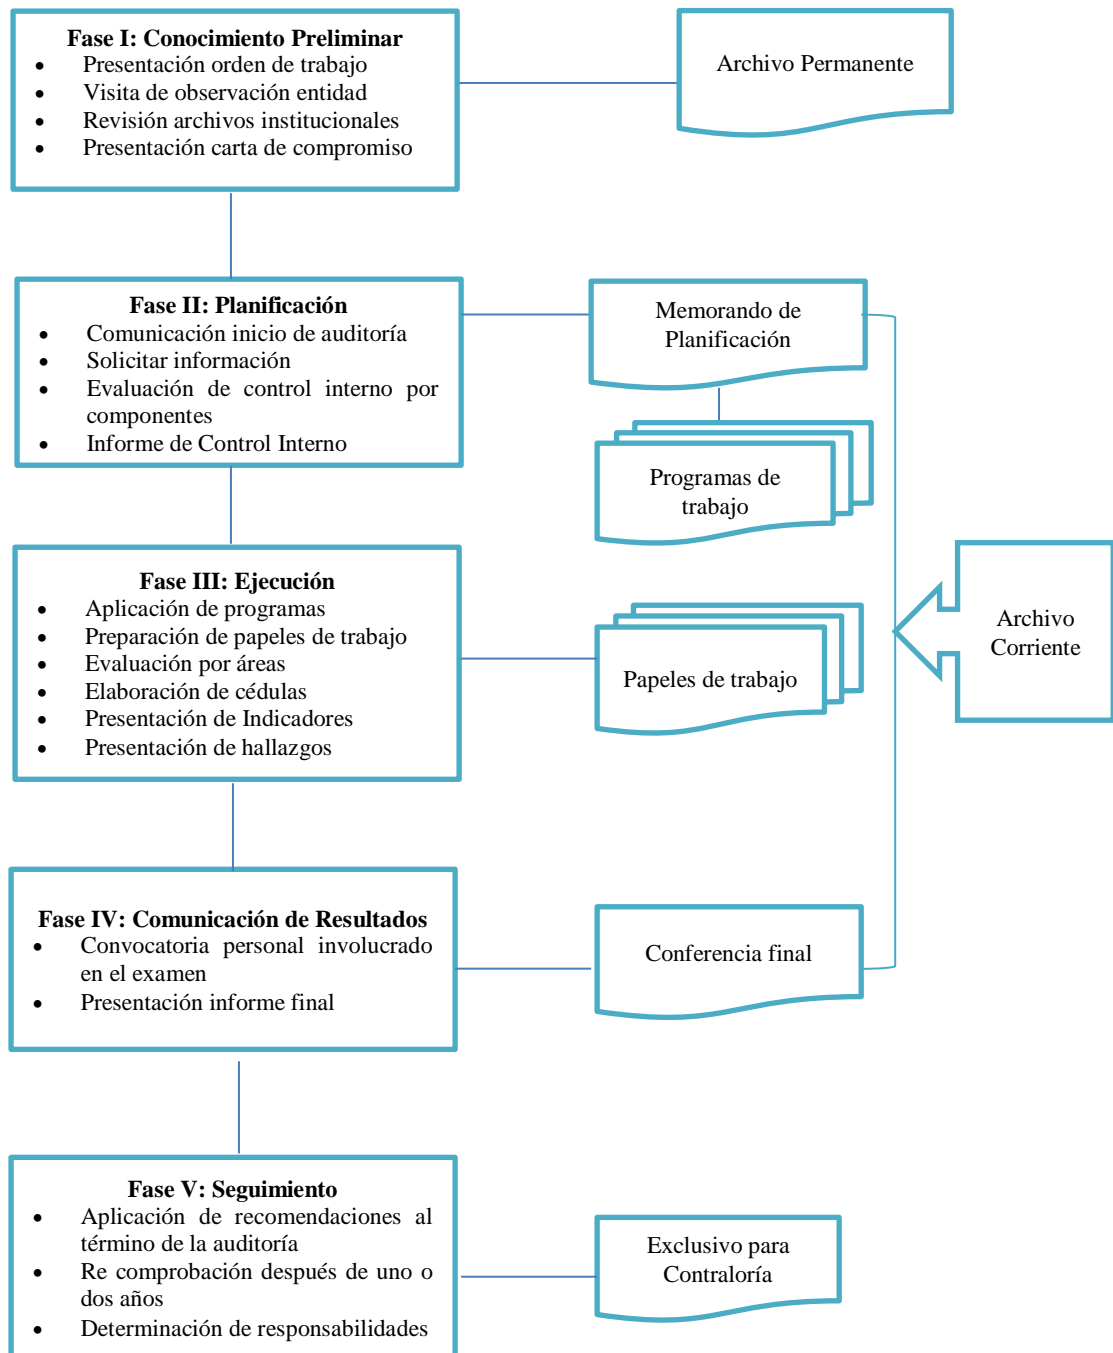 Fase I: Conocimiento Preliminar
• Presentación orden de trabajo
• Visita de observación entidad
• Revisión archivos institucionales
• Presentación carta de compromiso
Archivo Permanente
Fase II: Planificación
• Comunicación inicio de auditoría
• Solicitar información
• Evaluación de control interno por
componentes
• Informe de Control Interno
Memorando de
Planificación
Programas de
trabajo
Fase III: Ejecución
• Aplicación de programas
• Preparación de papeles de trabajo
• Evaluación por áreas
• Elaboración de cédulas
• Presentación de Indicadores
• Presentación de hallazgos
Papeles de trabajo
Archivo
Corriente
Fase IV: Comunicación de Resultados
• Convocatoria personal involucrado
en el examen
• Presentación informe final
Conferencia final
Fase V: Seguimiento
• Aplicación de recomendaciones al
término de la auditoría
• Re comprobación después de uno o
dos años
• Determinación de responsabilidades
Exclusivo para
Contraloría